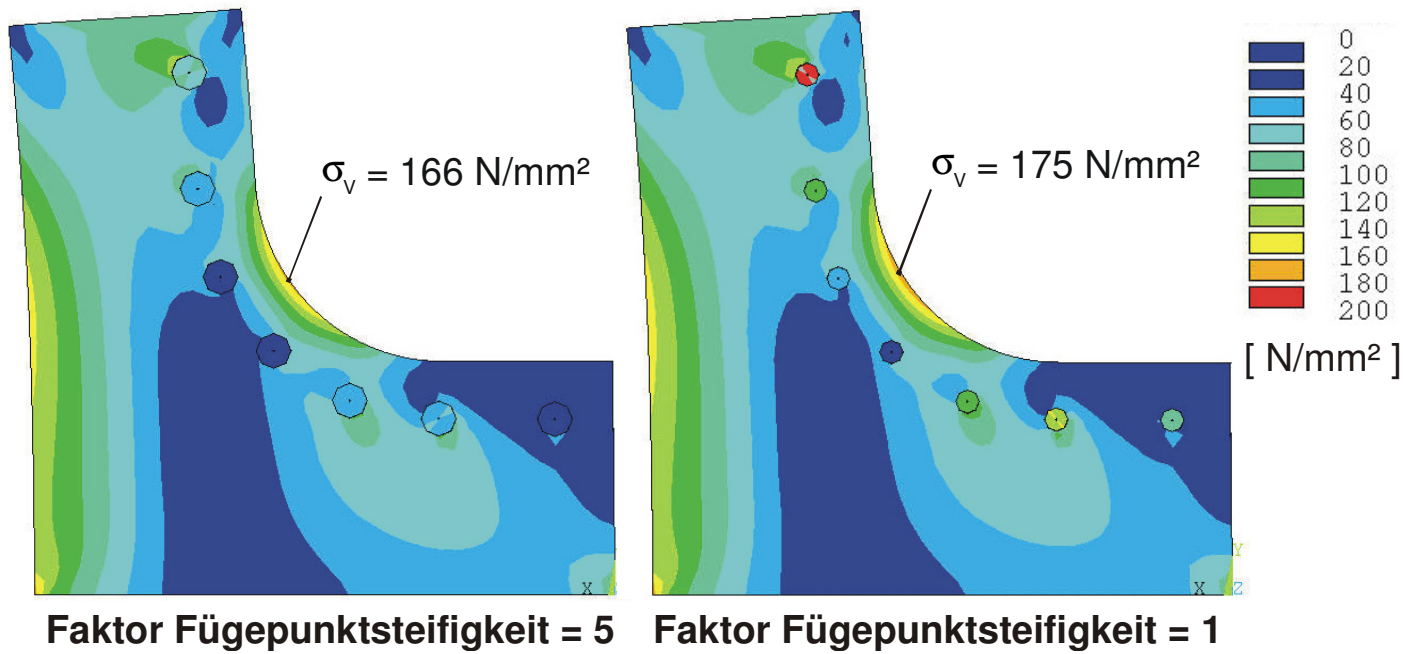 σv = 166 N/mm²
σv = 175 N/mm²
0
20
40
60
80
100
120
140
160
180
200
[ N/mm² ]
X
X
Y
Z
Faktor Fügepunktsteifigkeit = 5
Faktor Fügepunktsteifigkeit = 1